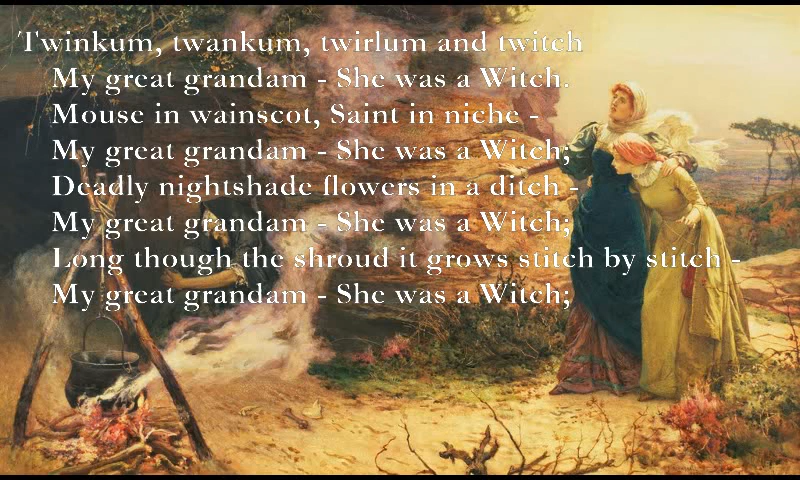 Twinkum, twankum, twirlum and twitch
My great grandam - She was a Witch.
Mouse in wainscot, Saint in niche -
My great grandam - She was a Witch;
Deadly nightshade flowers in a ditch -
My great grandam - She was a Witch;
Long though the shroud it grows stitch by stitch -
My great grandam - She was a Witch;